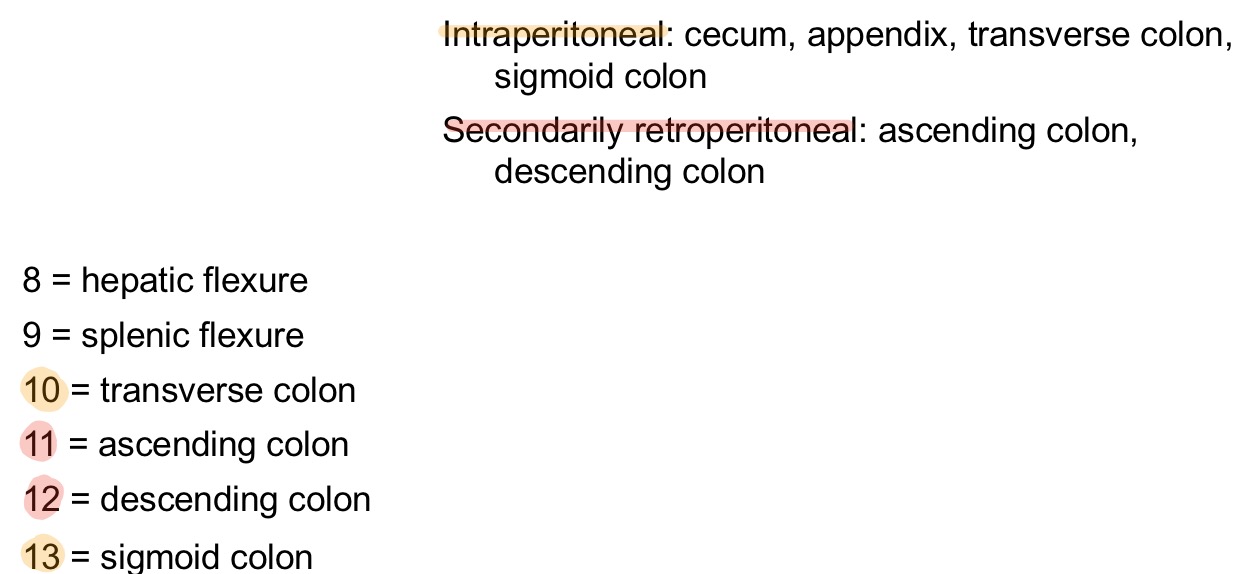 Intraperitoneal: cecum, appendix, transverse colon,
sigmoid colon
Secondarily retroperitoneal: ascending colon,
descending colon
8 = hepatic flexure
9 = splenic flexure
10 = transverse colon
11 = ascending colon
12 = descending colon
13 = sigmoid colon